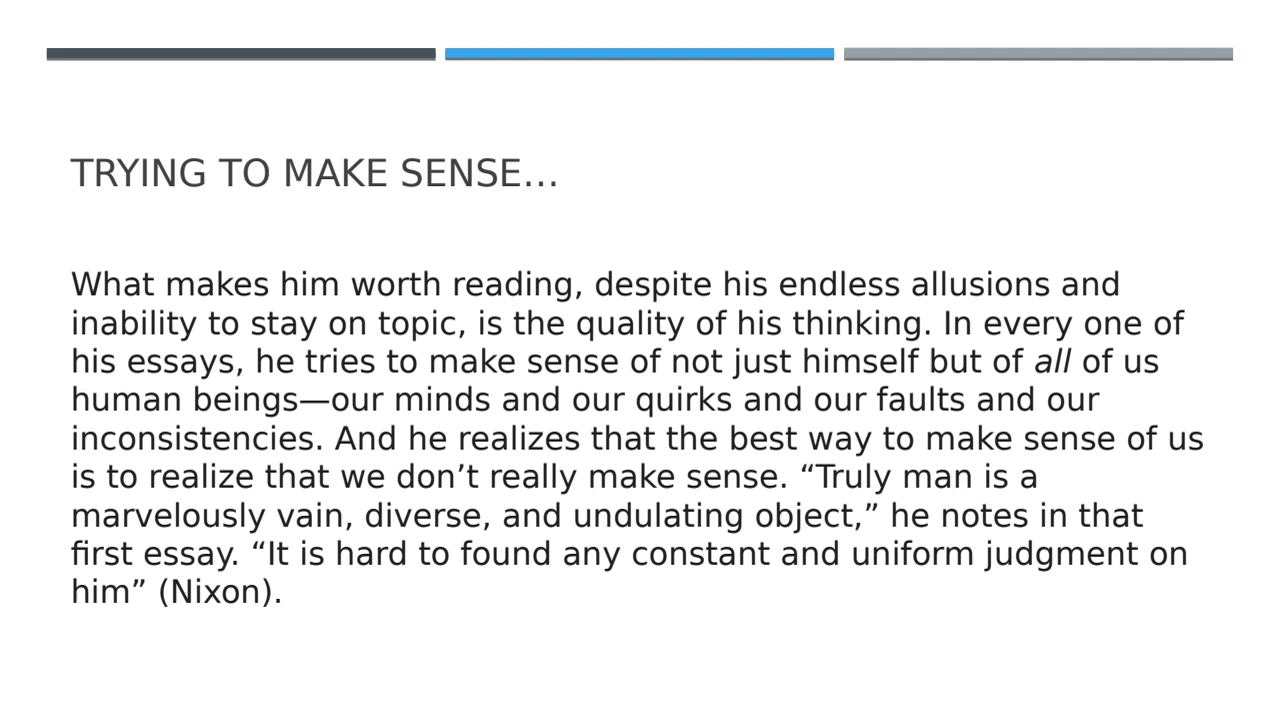 TRYING TO MAKE SENSE…
What makes him worth reading, despite his endless allusions and
inability to stay on topic, is the quality of his thinking. In every one of
his essays, he tries to make sense of not just himself but of all of us
human beings—our minds and our quirks and our faults and our
inconsistencies. And he realizes that the best way to make sense of us
is to realize that we don’t really make sense. “Truly man is a
marvelously vain, diverse, and undulating object,” he notes in that
first essay. “It is hard to found any constant and uniform judgment on
him” (Nixon).